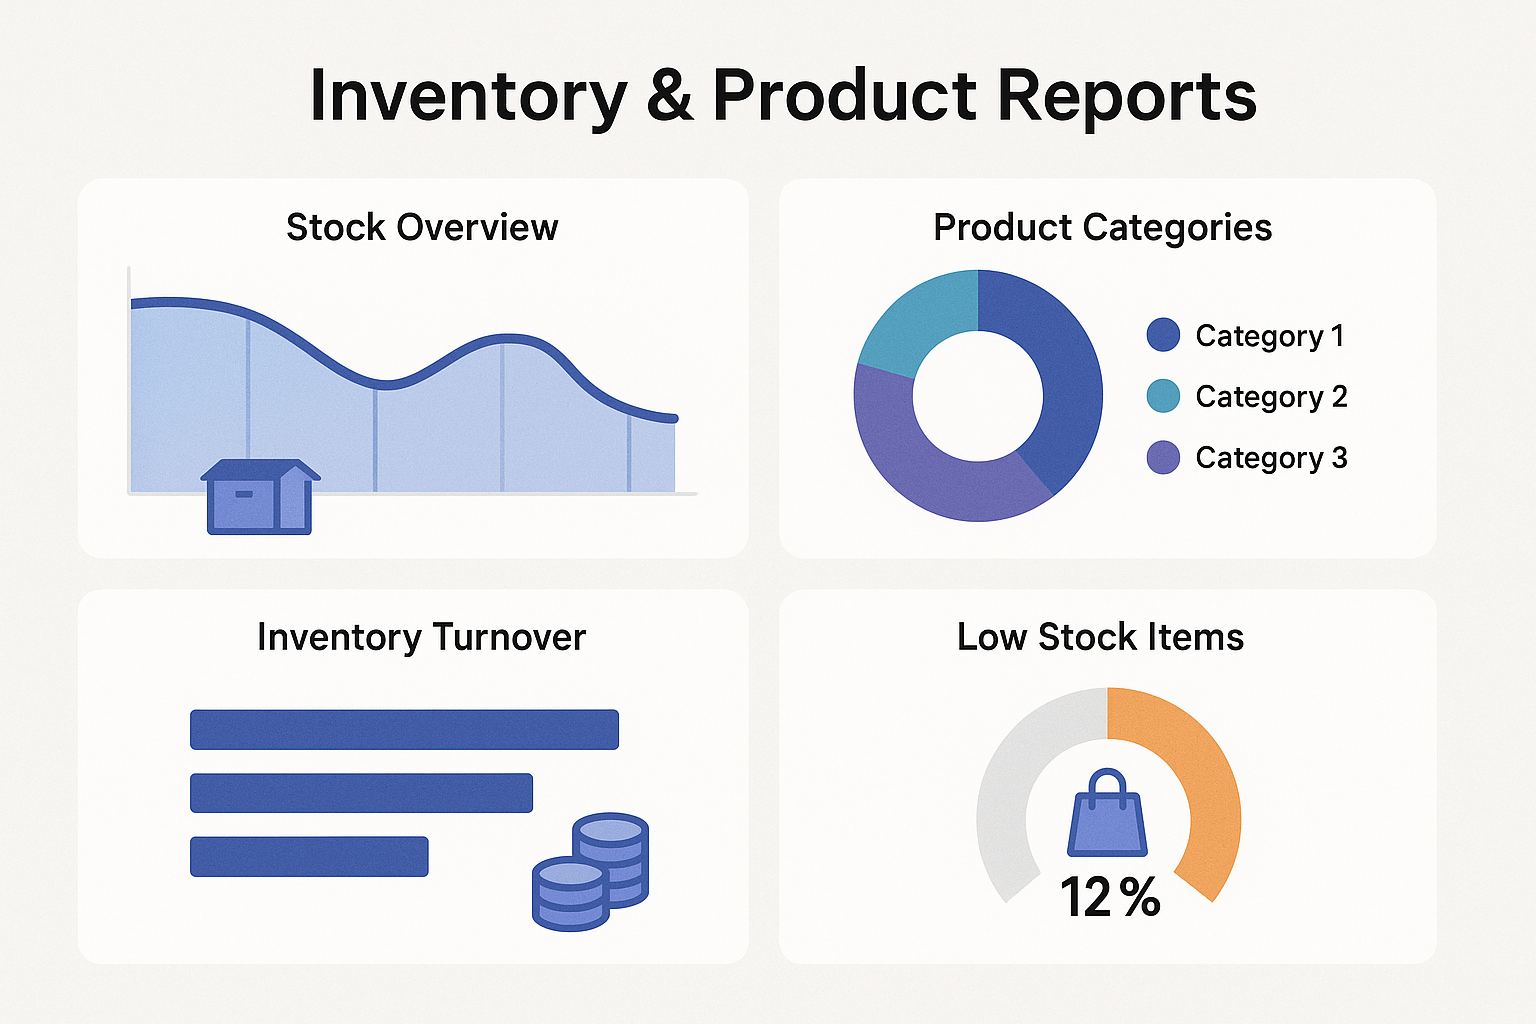 Inventory & Product Reports
Stock Overview
Product Categories
Category 1
Category 2
Category 3
Inventory Turnover
Low Stock Items
12%